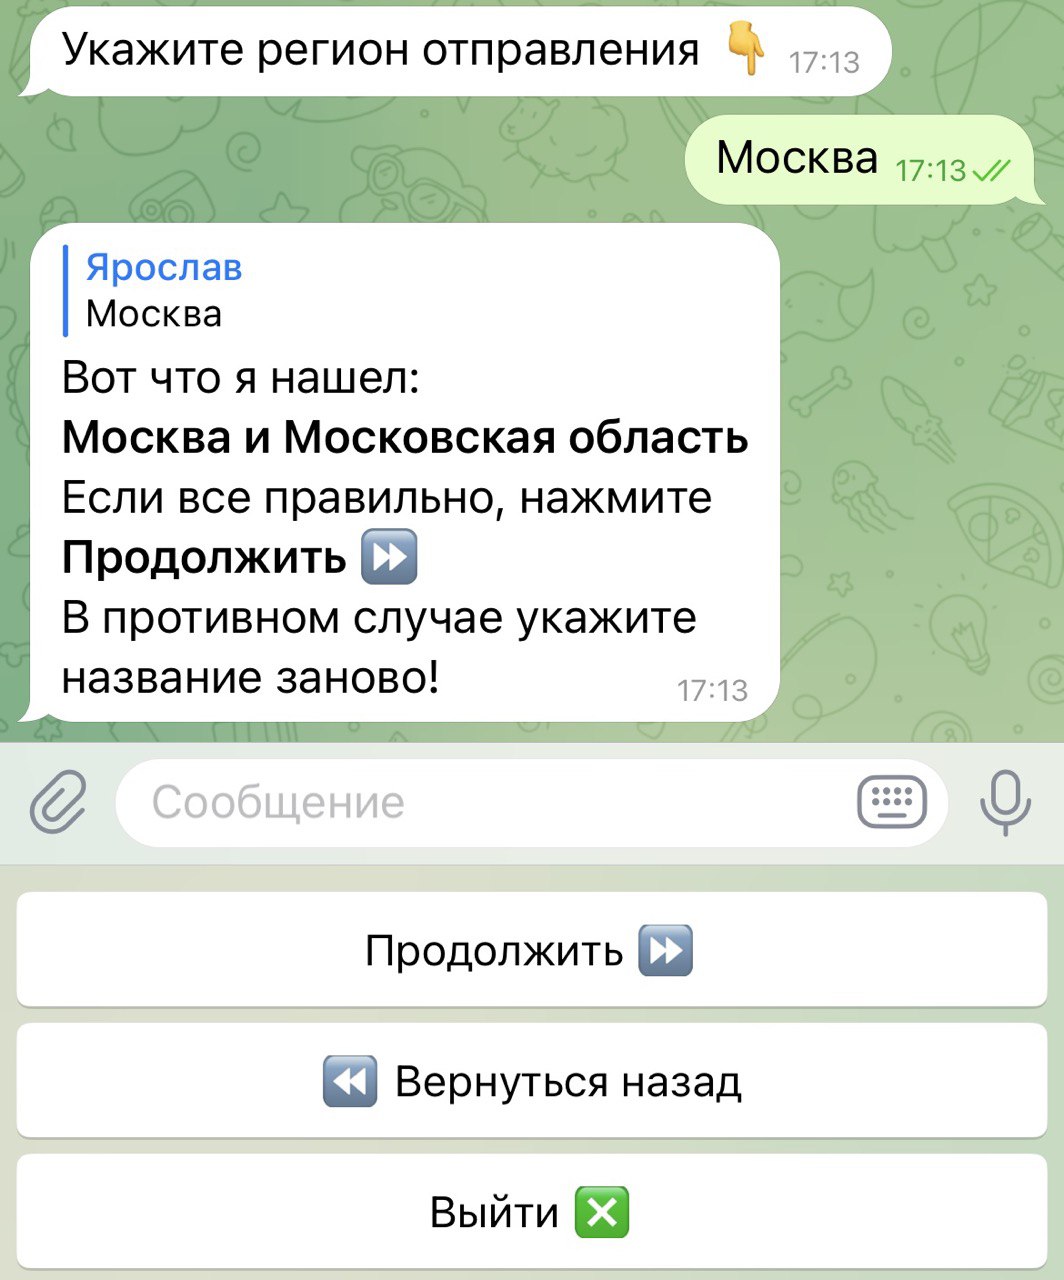 Укажите регион отправления 👇 17:13
Москва 17:13
Ярослав
Москва
Вот что я нашел:
Москва и Московская область
Если все правильно, нажмите
Продолжить ⏩
В противном случае укажите
название заново! 17:13
Сообщение
Продолжить ⏩
⏪ Вернуться назад
Выйти ❎